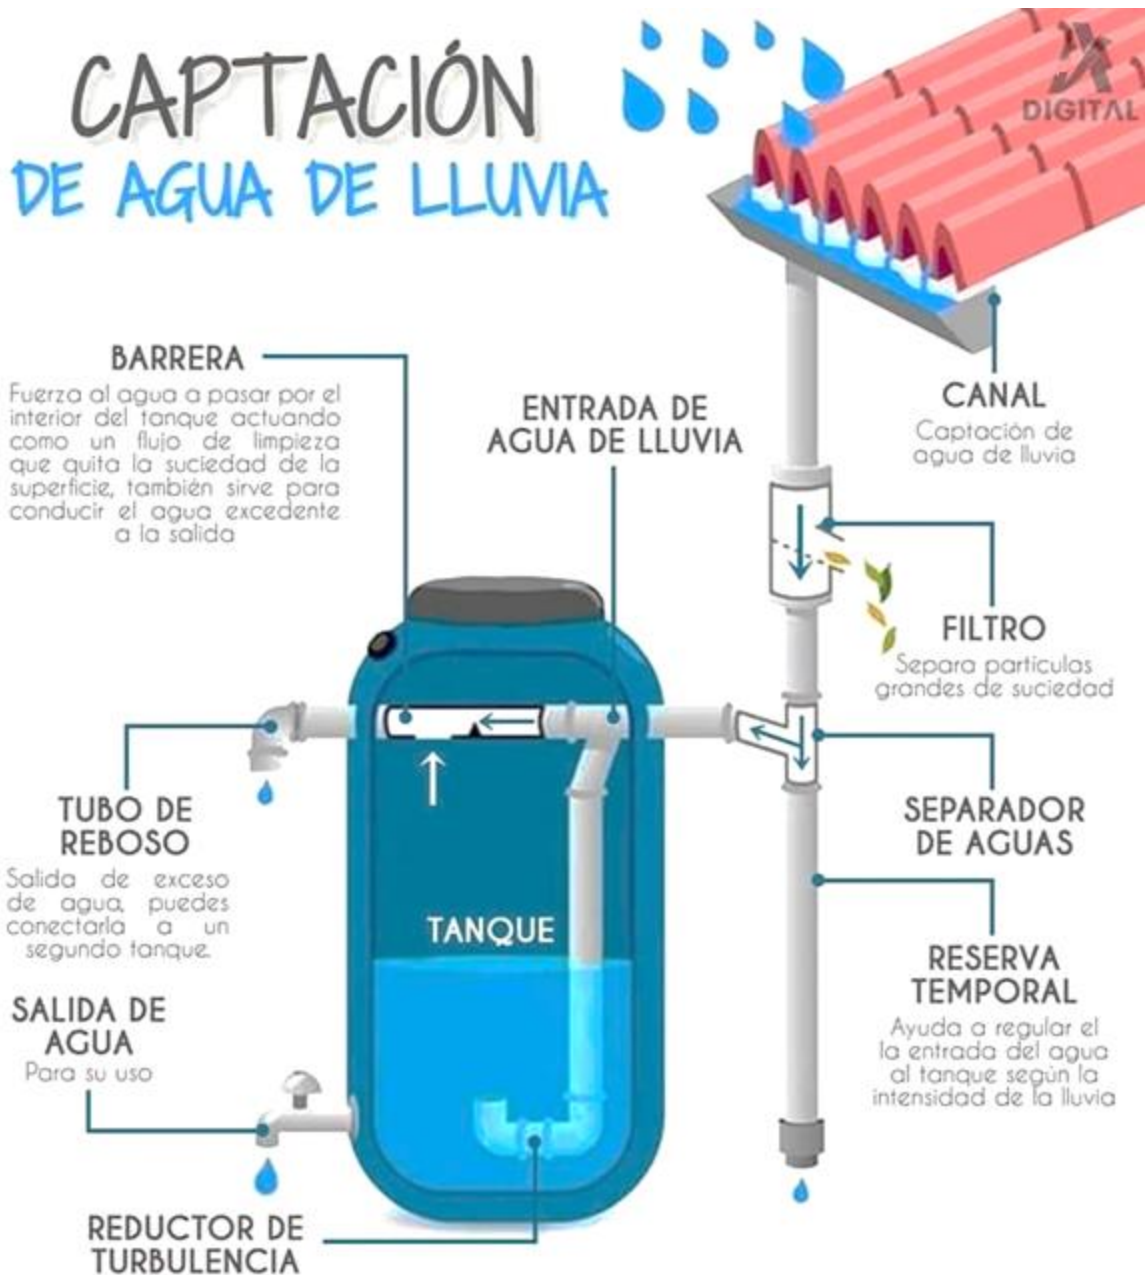 CAPTACIÓN
DE AGUA DE LLUVIA
DIGITAL
BARRERA
Fuerza al agua a pasar por el
interior del tanque actuando
como un flujo de limpieza
que quita la suciedad de la
superficie, también sirve para
conducir el agua excedente
a la salida
ENTRADA DE
AGUA DE LLUVIA
CANAL
Captación de
agua de lluvia
FILTRO
Separa partículas
grandes de suciedad
TUBO DE
REBOSO
Salida de exceso
de agua, puedes
conectarla a un
segundo tanque.
SEPARADOR
DE AGUAS
TANQUE
RESERVA
TEMPORAL
Ayuda a regular el
la entrada del agua
al tanque según la
intensidad de la lluvia
SALIDA DE
AGUA
Para su uso
REDUCTOR DE
TURBULENCIA